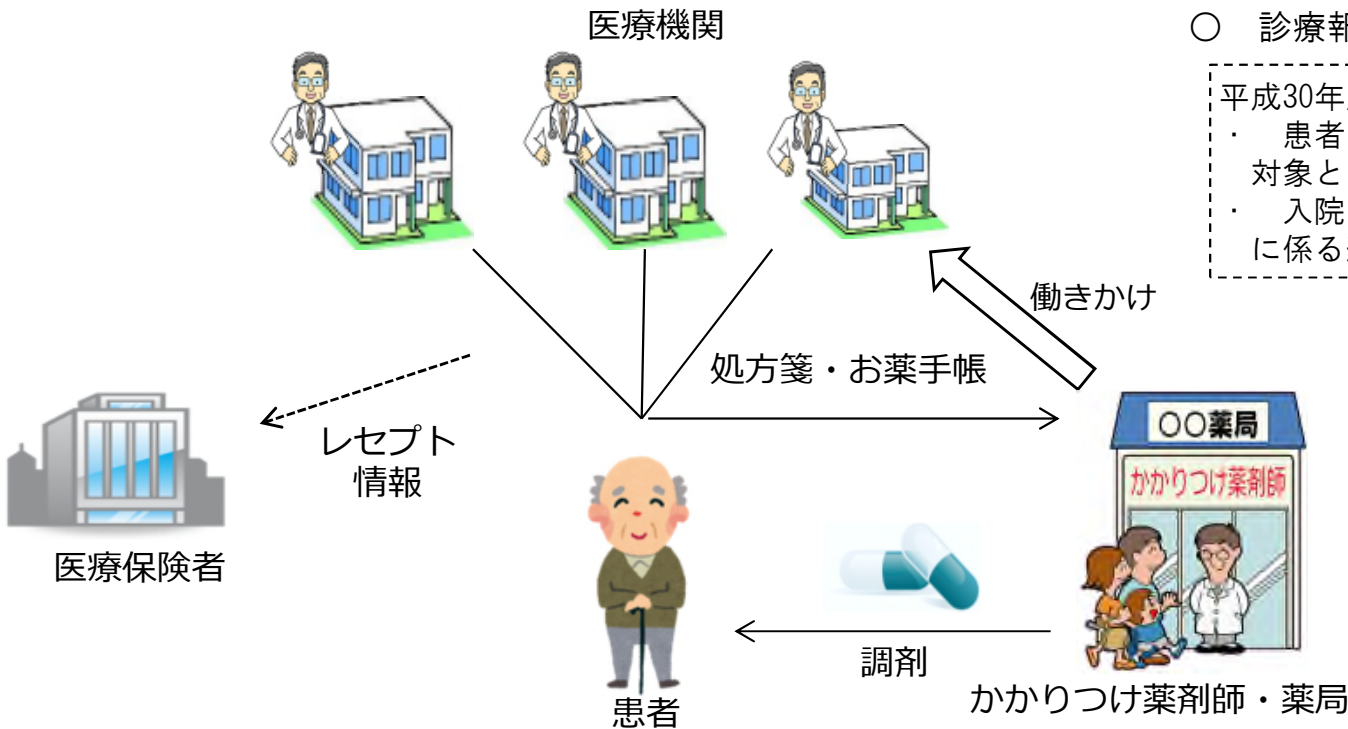 医療機関
○　診療報
平成30年
・　患者
対象と
・　入院
に係る
働きかけ
処方箋・お薬手帳
レセプト
情報
医療保険者
〇〇薬局
かかりつけ薬剤師
調剤
患者
かかりつけ薬剤師・薬局